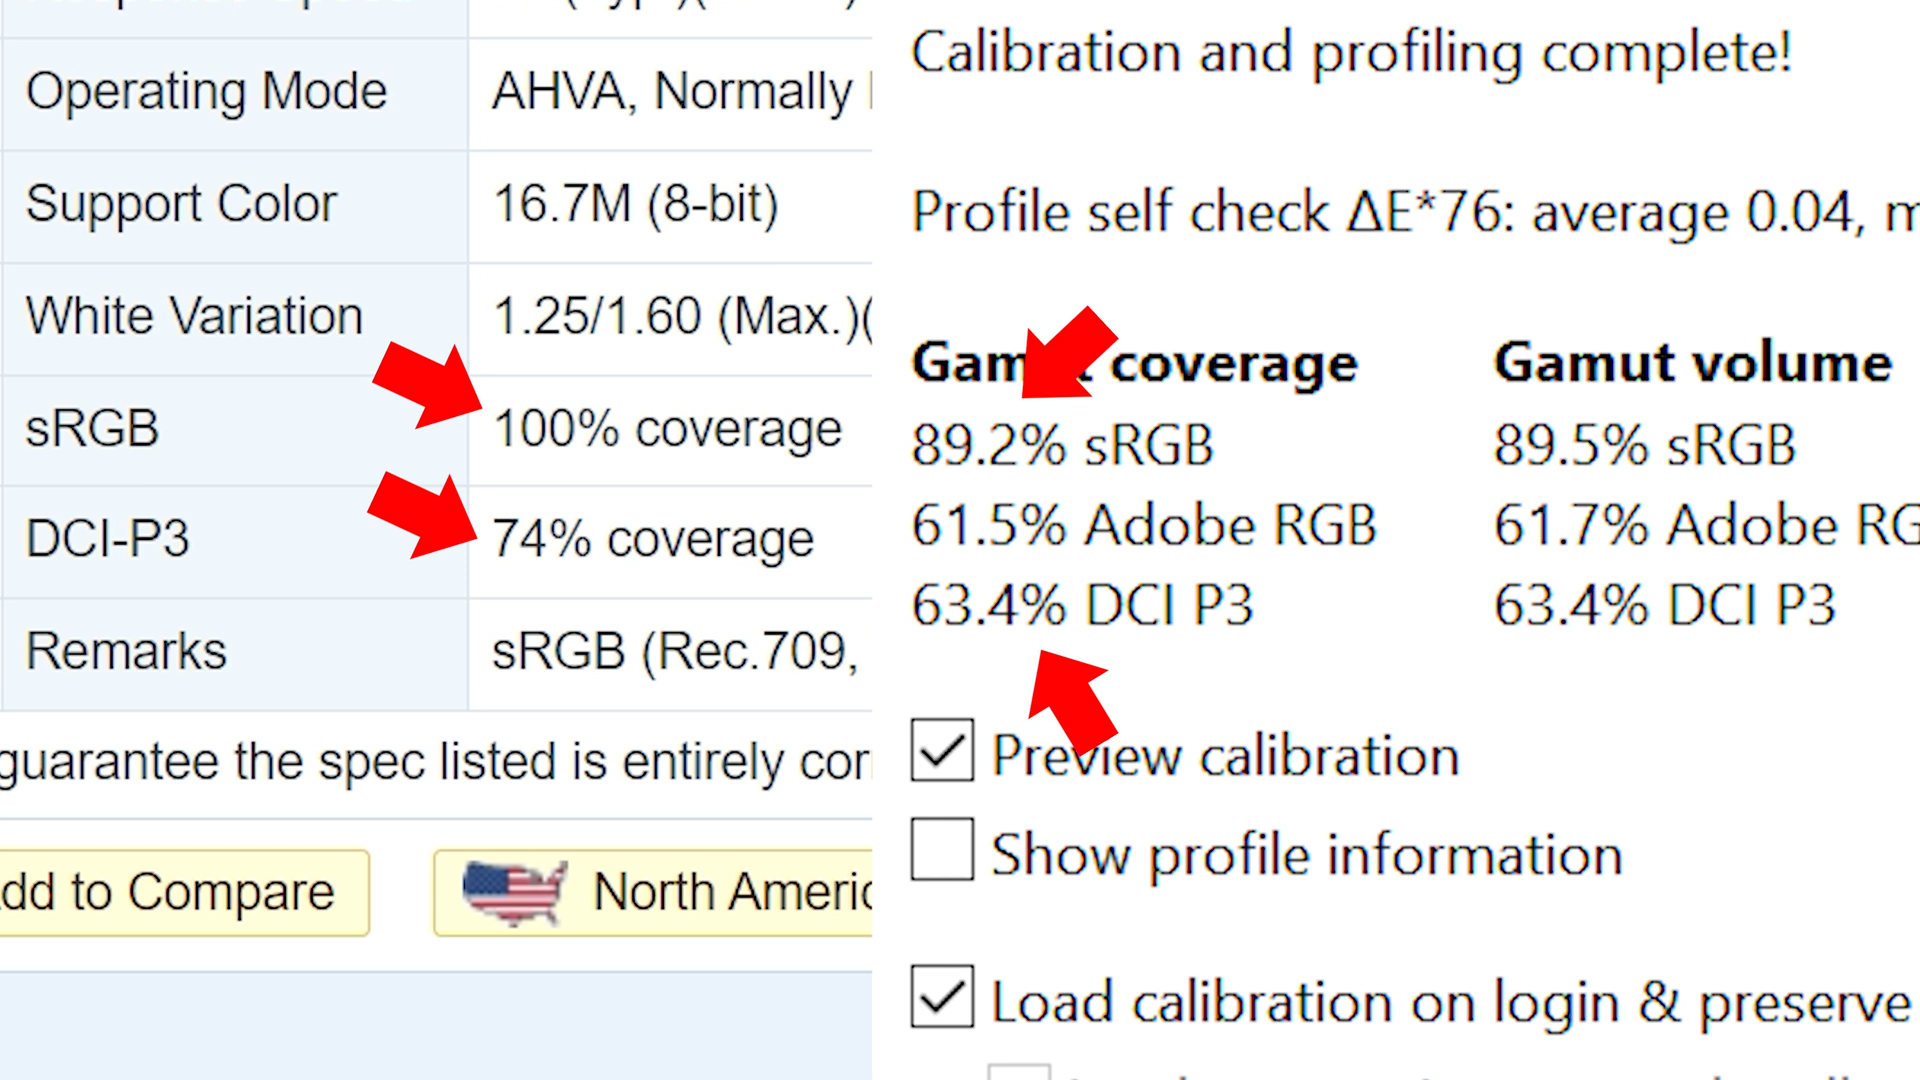 Operating Mode AHVA, Normally
Support Color 16.7M (8-bit)
White Variation 1.25/1.60 (Max.)(
sRGB 100% coverage
DCI-P3 74% coverage
Remarks sRGB (Rec.709,
guarantee the spec listed is entirely
to Compare
North
Calibration and profiling complete!
Profile self check ΔE*76: average 0.04,
coverage Gamut volume
89.2% sRGB 89.5% sRGB
61.5% Adobe RGB 61.7% Adobe
63.4% DCI P3 63.4% DCI P3
Preview calibration
Show profile information
Load calibration on login & preserve